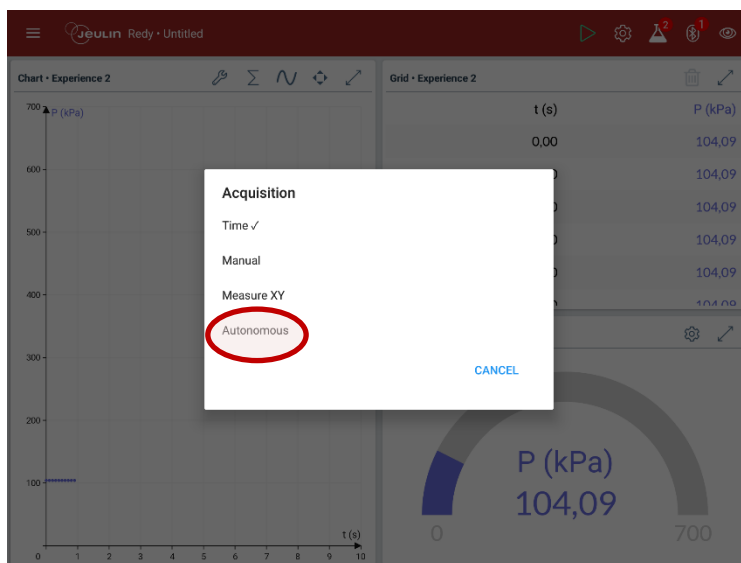 Jeulin Redy • Untitled
2
1
Chart • Experience 2
700
P (kPa)
600
500
400
300
200
100
t (s)
0 1 2 3 4 5 6 7 8 9 10
Grid • Experience 2
t (s) P (kPa)
0,00 104,09
104,09
104,09
104,09
104,09
104,09
Acquisition
Time ✓
Manual
Measure XY
Autonomous
CANCEL
P (kPa)
104,09
0 700